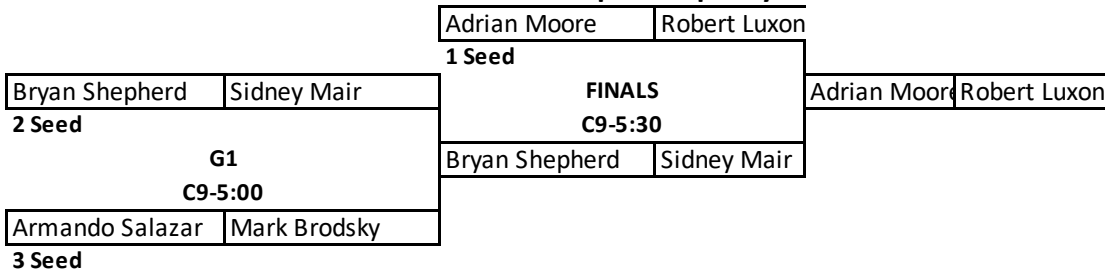 Adrian Moore Robert Luxon
1 Seed
Bryan Shepherd Sidney Mair FINALS Adrian Moore Robert Luxon
2 Seed C9-5:30
G1 Bryan Shepherd Sidney Mair
C9-5:00
Armando Salazar Mark Brodsky
3 Seed